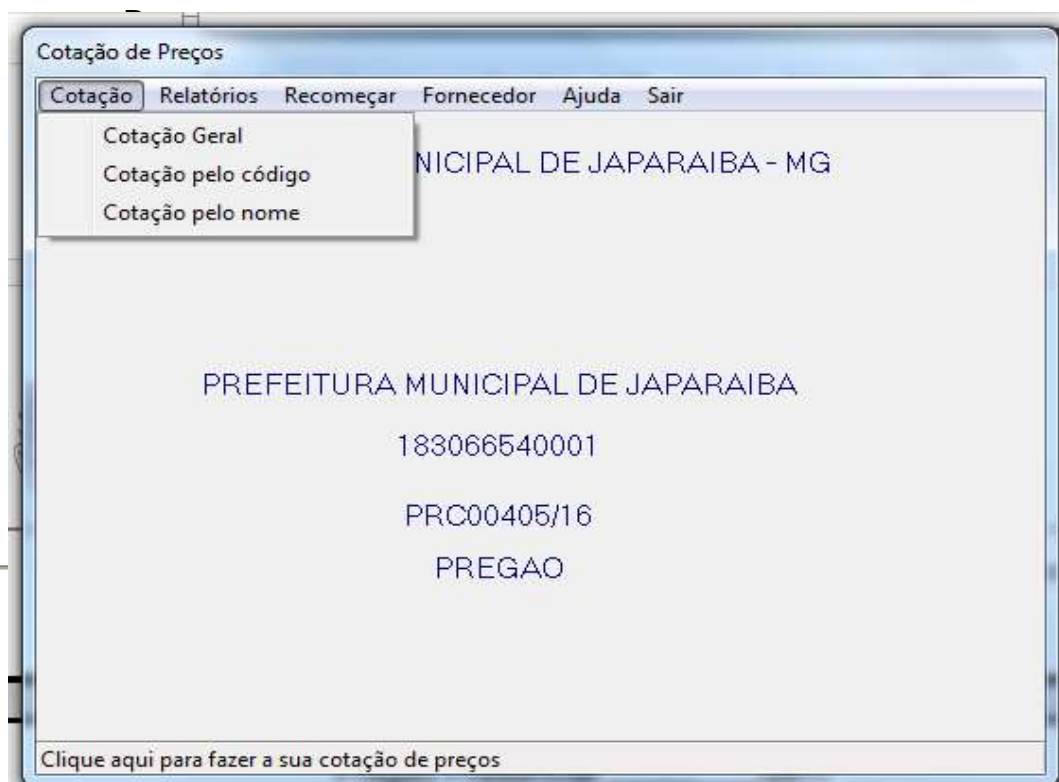 Cotação de Preços
Cotação Relatórios Recomeçar Fornecedor Ajuda Sair
Cotação Geral
Cotação pelo código
Cotação pelo nome
NICIPAL DE JAPARAIBA - MG
PREFEITURA MUNICIPAL DE JAPARAIBA
183066540001
PRC00405/16
PREGAO
Clique aqui para fazer a sua cotação de preços